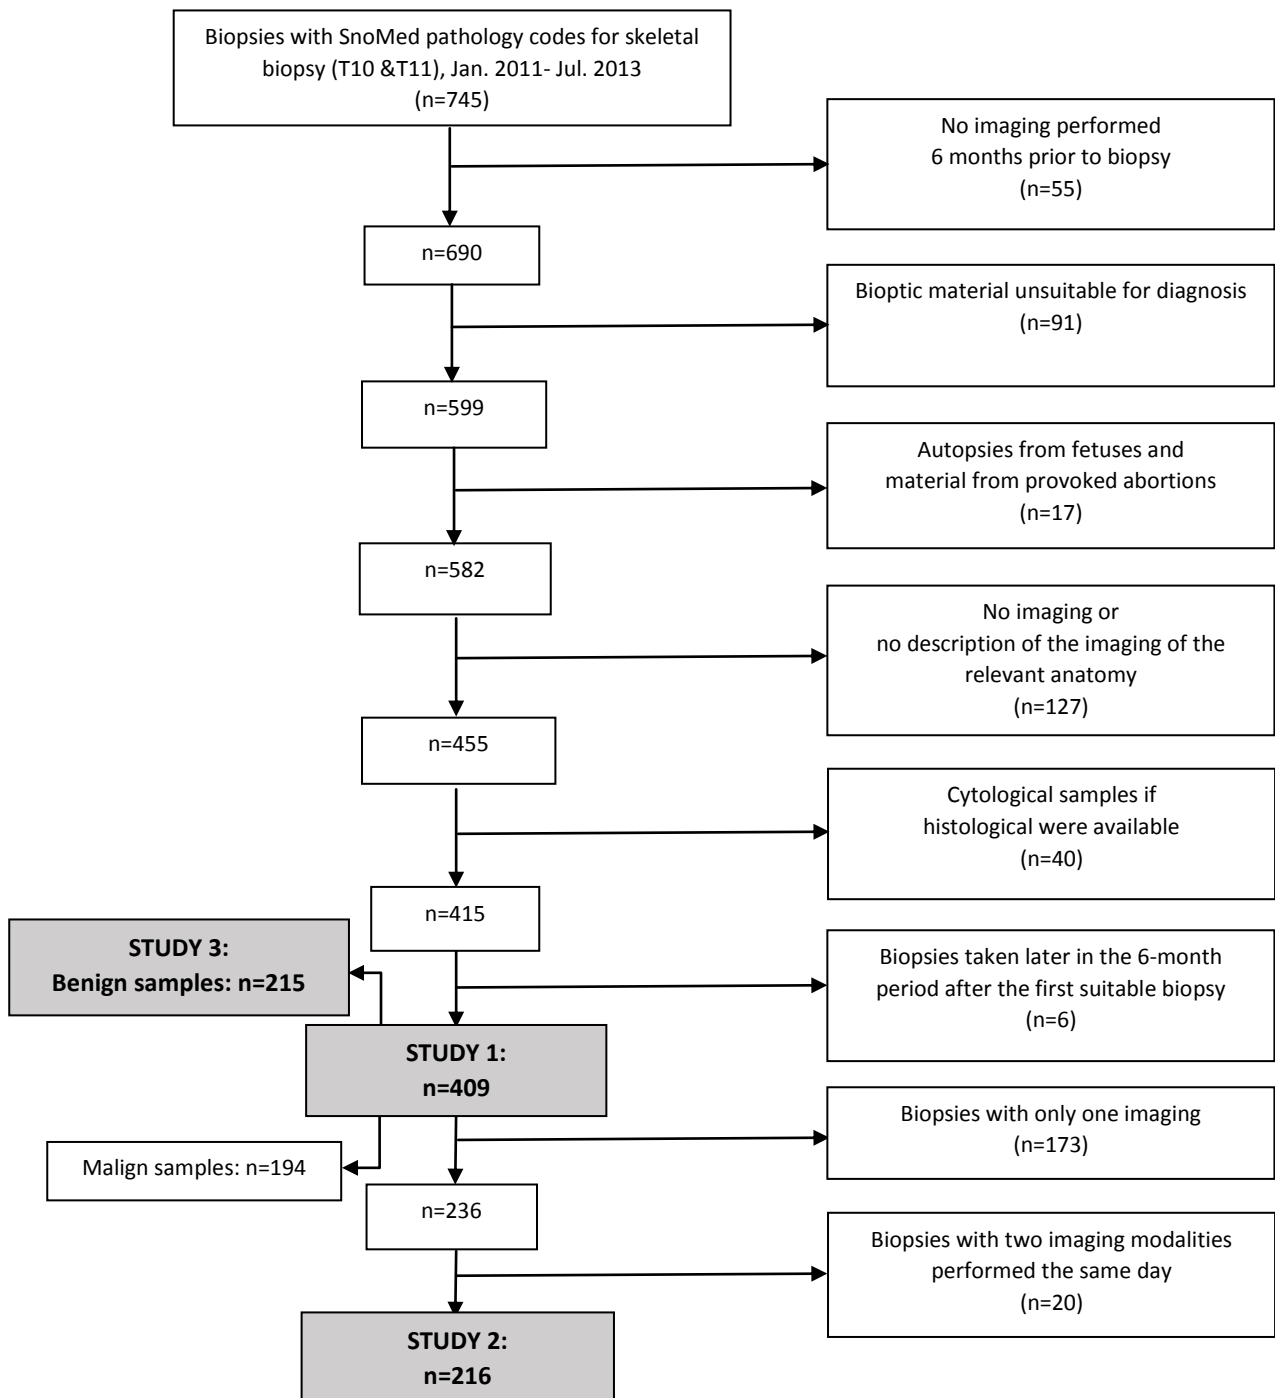 Biopsies with SnoMed pathology codes for skeletal
biopsy (T10 &T11), Jan. 2011- Jul. 2013
(n=745)
No imaging performed
6 months prior to biopsy
(n=55)
n=690
Bioptic material unsuitable for diagnosis
(n=91)
n=599
Autopsies from fetuses and
material from provoked abortions
(n=17)
n=582
No imaging or
no description of the imaging of the
relevant anatomy
(n=127)
n=455
Cytological samples if
histological were available
(n=40)
n=415
STUDY 3:
Benign samples: n=215
Biopsies taken later in the 6-month
period after the first suitable biopsy
(n=6)
STUDY 1:
n=409
Biopsies with only one imaging
(n=173)
Malign samples: n=194
n=236
Biopsies with two imaging modalities
performed the same day
(n=20)
STUDY 2:
n=216